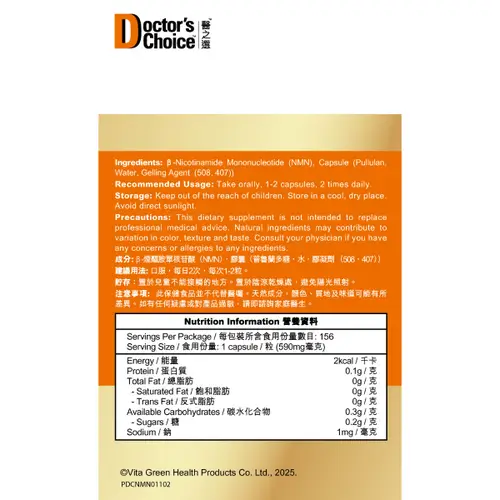 Doctor's
Choice™
醫之選
Ingredients: β-Nicotinamide Mononucleotide (NMN), Capsule (Pullulan,
Water, Gelling Agent (508, 407))
Recommended Usage: Take orally, 1-2 capsules, 2 times daily.
Storage: Keep out of the reach of children. Store in a cool, dry place.
Avoid direct sunlight.
Precautions: This dietary supplement is not intended to replace
professional medical advice. Natural ingredients may contribute to
variation in color, texture and taste. Consult your physician if you have
any concerns or allergies to any ingredients.
成分: β-煙醯胺單核苷酸 (NMN)、膠囊 (普魯蘭多糖、水、膠凝劑 (508、407))
建議用法: 口服，每日2次，每次1-2粒。
貯存: 置於兒童不能接觸的地方。置於陰涼乾燥處，避免陽光照射。
注意事項: 此保健食品並不代替醫囑。天然成分，顏色、質地及味道可能有所
差異。如有任何疑慮或對產品過敏，請即諮詢家庭醫生。
Nutrition Information 營養資料
Servings Per Package / 每包裝所含食用份量數目: 156
Serving Size / 食用份量: 1 capsule / 粒 (590mg毫克)
Energy / 能量 2kcal / 千卡
Protein / 蛋白質 0.1g / 克
Total Fat / 總脂肪 0g / 克
- Saturated Fat / 飽和脂肪 0g / 克
- Trans Fat / 反式脂肪 0g / 克
Available Carbohydrates / 碳水化合物 0.3g / 克
- Sugars / 糖 0.2g / 克
Sodium / 鈉 1mg / 毫克
©Vita Green Health Products Co. Ltd., 2025.
PDCNMN01102